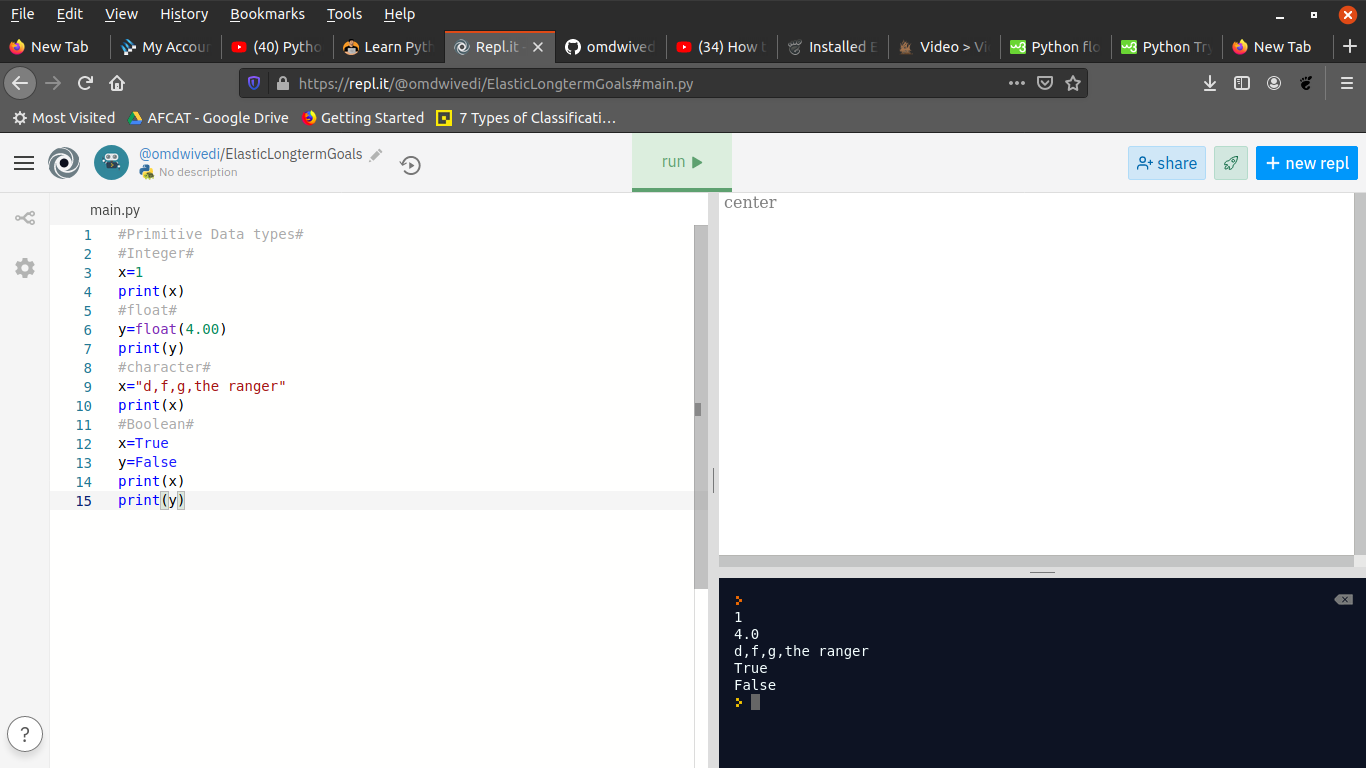 File Edit View History Bookmarks Tools Help
New Tab My Accou (40) Pytho Learn Pyt Repl.it - omdwived (34) How t Installed E Video > Vi Python flo Python Try New Tab
https://repl.it/@omdwivedi/ElasticLongtermGoals#main.py
Most Visited AFCAT - Google Drive Getting Started 7 Types of Classificati…
@omdwivedi/ElasticLongtermGoals
No description
run
share
+ new repl
main.py
1 #Primitive Data types#
2 #Integer#
3 x=1
4 print(x)
5 #float#
6 y=float(4.00)
7 print(y)
8 #character#
9 x="d,f,g,the ranger"
10 print(x)
11 #Boolean#
12 x=True
13 y=False
14 print(x)
15 print(y)
?
center
1
4.0
d,f,g,the ranger
True
False